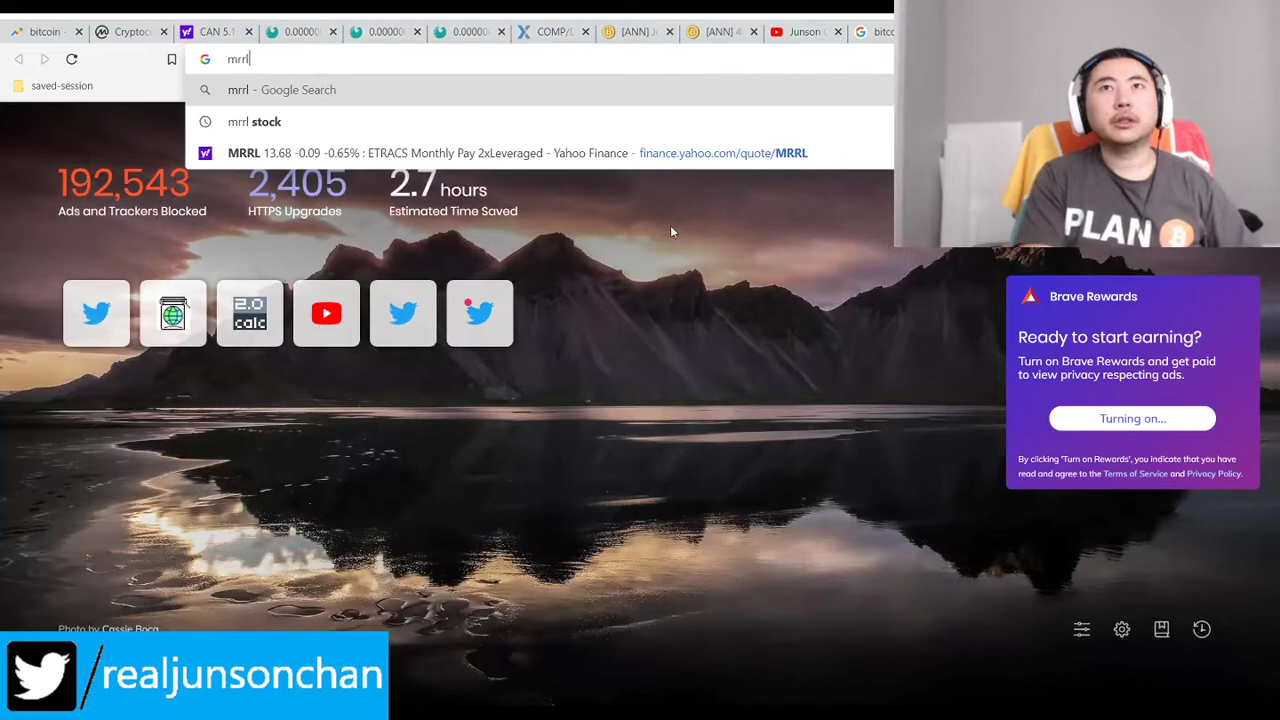 bitcoin -
Cryptoc
CAN 5.1
0.00000
0.0000
0.00000
COMP/D
[ANN] J
[ANN] 4
Junson C
bitc
mrrl
saved-session
mrrl - Google Search
mrrl stock
MRRL 13.68 -0.09 -0.65% : ETRACS Monthly Pay 2xLeveraged - Yahoo Finance - finance.yahoo.com/quote/MRRL
192,543
Ads and Trackers Blocked
2,405
HTTPS Upgrades
2.7 hours
Estimated Time Saved
PLAN
2.0
calc
Brave Rewards
Ready to start earning?
Turn on Brave Rewards and get paid
to view privacy respecting ads.
Turning on...
By clicking 'Turn on Rewards', you indicate that you have
read and agree to the Terms of Service and Privacy Policy.
Photo by Cassie Boca
/realjunsonchan